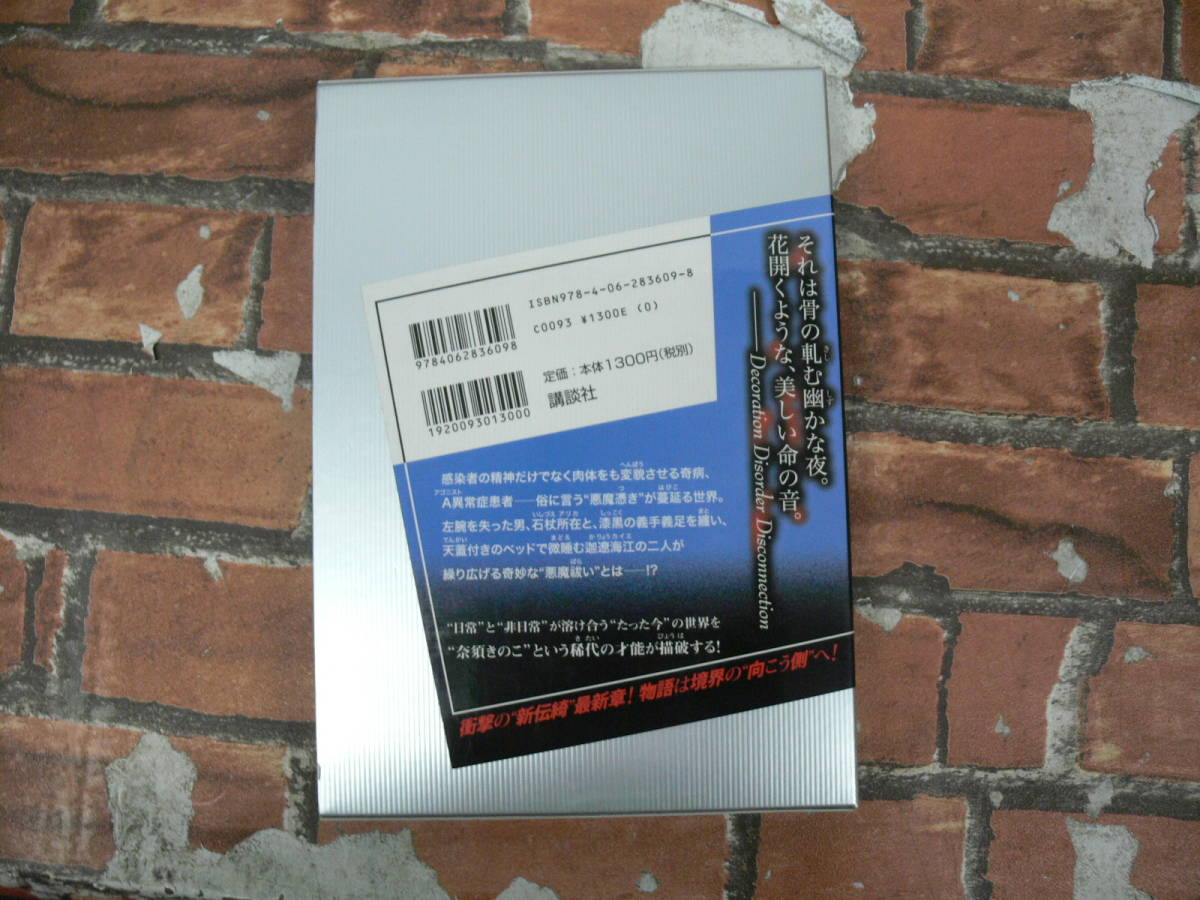 それは骨の軋む幽かな夜。
花開くような、美しい命の音。
——Decoration Disorder Disconnection
ISBN978-4-06-283609-8
C0093 ¥1300E (0)
9784062836098
定価：本体1300円（税別）
講談社
1920093013000
感染者の精神だけでなく肉体をも変貌させる奇病、
A異常症患者——俗に言う“悪魔憑き”が蔓延る世界。
左腕を失った男、石杖所在と、漆黒の義手義足を纏い、
天蓋付きのベッドで微睡む迦遼海江の二人が
繰り広げる奇妙な“悪魔祓い”とは——!?
“日常”と“非日常”が溶け合う“たった今”の世界を
“奈須きのこ”という稀代の才能が描破する!
衝撃の“新伝綺”最新章! 物語は境界の“向こう側”へ!